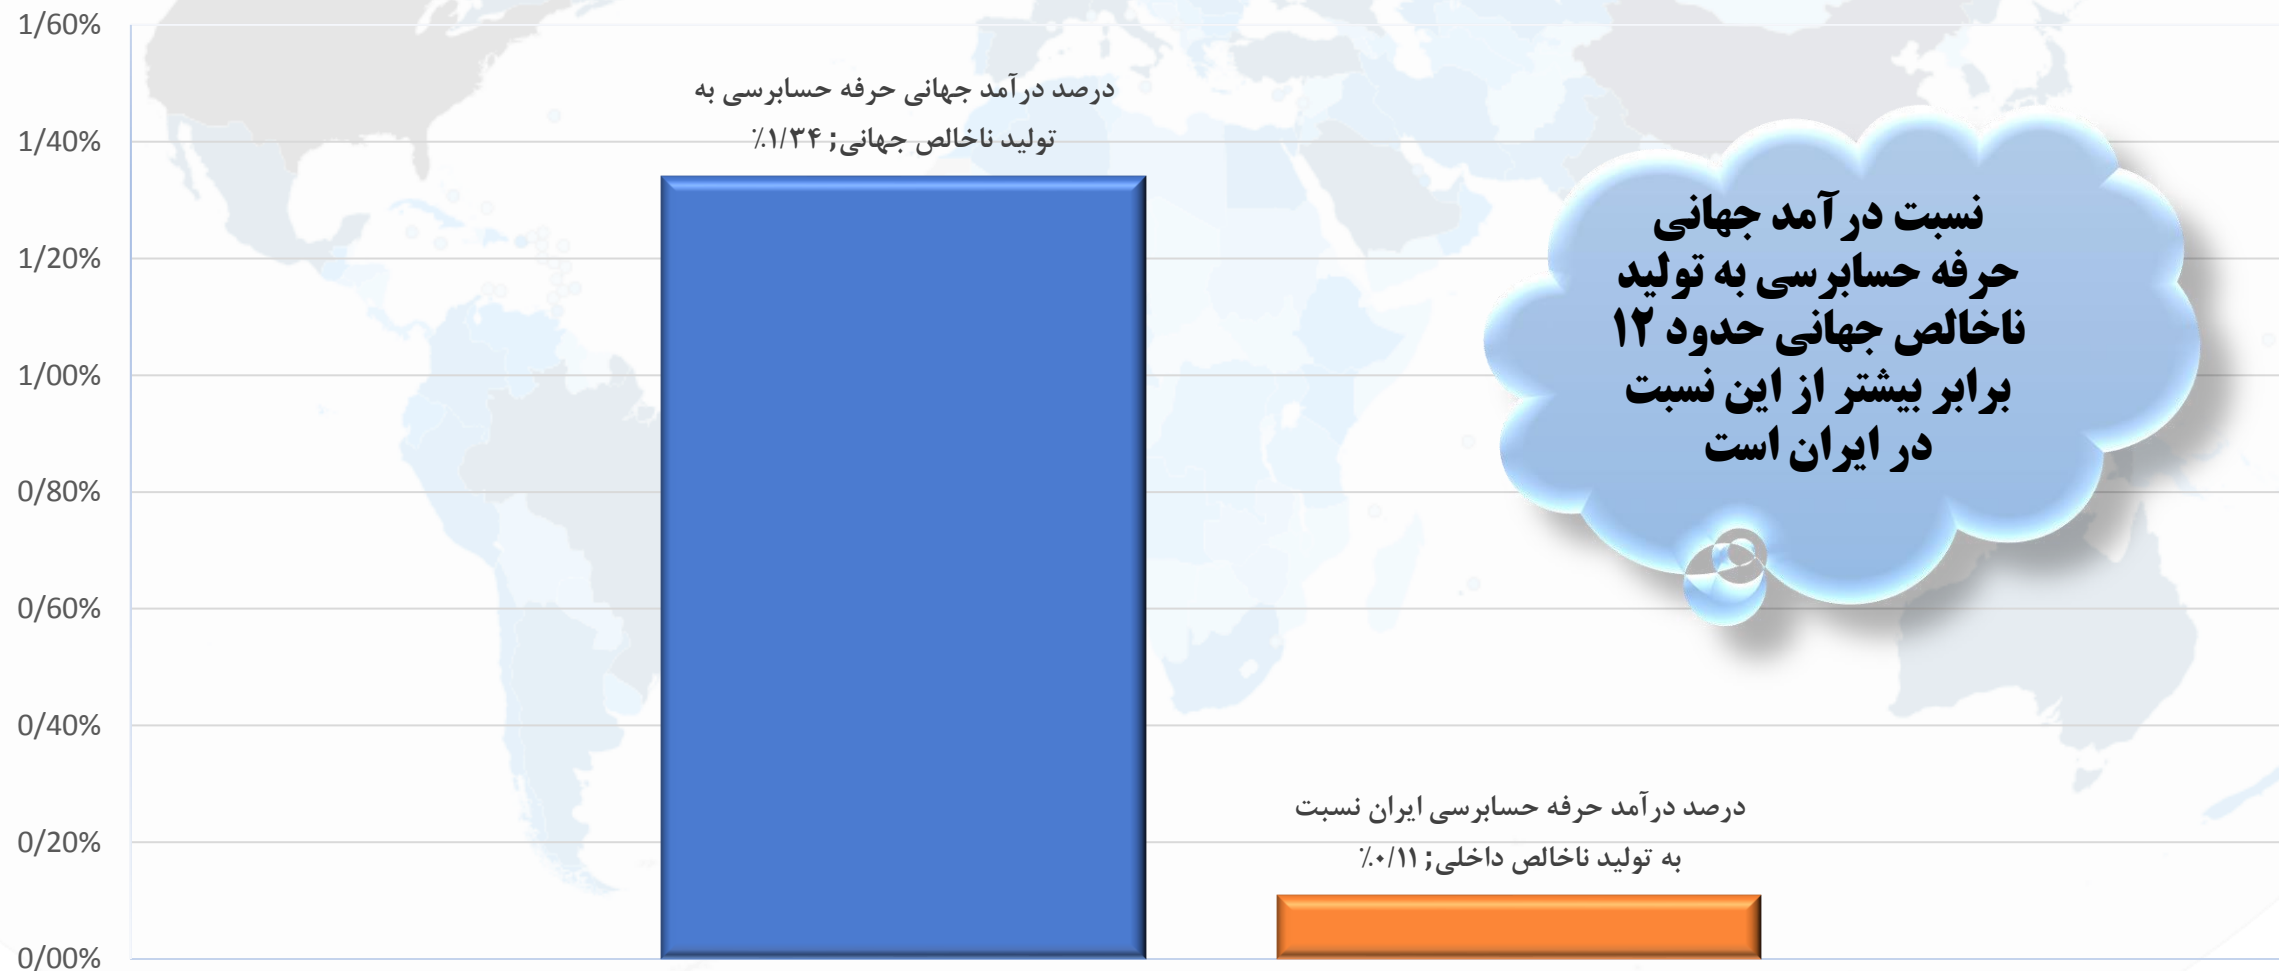 1/60%
1/40%
1/20%
1/00%
0/80%
0/60%
0/40%
0/20%
0/00%
درصد درآمد جهانی حرفه حسابرسی به
تولید ناخالص جهانی; ۱/۳۴٪
درصد درآمد حرفه حسابرسی ایران نسبت
به تولید ناخالص داخلی; ۰/۱۱٪
نسبت درآمد جهانی
حرفه حسابرسی به تولید
ناخالص جهانی حدود ۱۲
برابر بیشتر از این نسبت
در ایران است